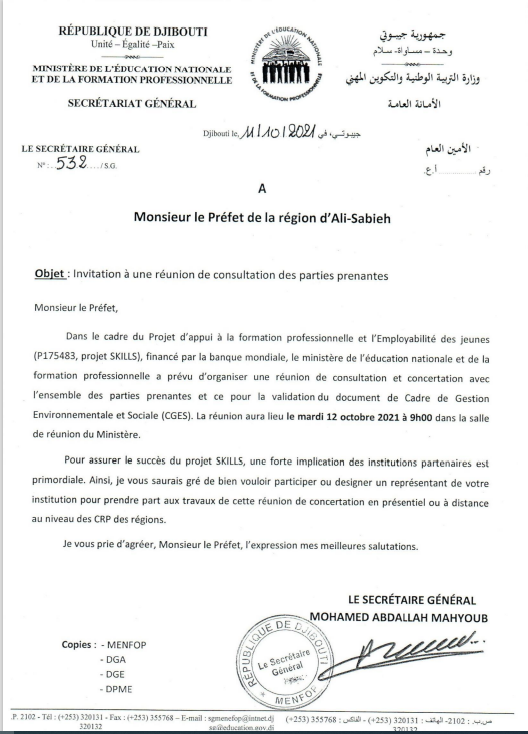 RÉPUBLIQUE DE DJIBOUTI
Unité – Égalité –Paix
MINISTÈRE DE L'ÉDUCATION NATIONALE
ET DE LA FORMATION PROFESSIONNELLE
SECRÉTARIAT GÉNÉRAL
MINISTÈRE DE L'ÉDUCATION NATIONALE
ET DE LA FORMATION PROFESSIONNELLE
جمهورية جيبوتي
وحدة – مساواة- سلام
وزارة التربية الوطنية والتكوين المهني
الأمانة العامة
Djibouti le, 11/10/2021 جيبوتي، في
LE SECRÉTAIRE GÉNÉRAL
N° : 532 / S.G.
الأمين العام
رقم ............ أ.ع.
A
Monsieur le Préfet de la région d'Ali-Sabieh
Objet : Invitation à une réunion de consultation des parties prenantes
Monsieur le Préfet,
Dans le cadre du Projet d'appui à la formation professionnelle et l'Employabilité des jeunes
(P175483, projet SKILLS), financé par la banque mondiale, le ministère de l'éducation nationale et de la
formation professionnelle a prévu d'organiser une réunion de consultation et concertation avec
l'ensemble des parties prenantes et ce pour la validation du document de Cadre de Gestion
Environnementale et Sociale (CGES). La réunion aura lieu le mardi 12 octobre 2021 à 9h00 dans la salle
de réunion du Ministère.
Pour assurer le succès du projet SKILLS, une forte implication des institutions partenaires est
primordiale. Ainsi, je vous saurais gré de bien vouloir participer ou designer un représentant de votre
institution pour prendre part aux travaux de cette réunion de concertation en présentiel ou à distance
au niveau des CRP des régions.
Je vous prie d'agréer, Monsieur le Préfet, l'expression mes meilleures salutations.
LE SECRÉTAIRE GÉNÉRAL
MOHAMED ABDALLAH MAHYOUB
RÉPUBLIQUE DE DJIBOUTI
Le Secrétaire
Général
MENFOP
Copies : - MENFOP
- DGA
- DGE
- DPME
.P. 2102 - Tél : (+253) 320131 - Fax : (+253) 355768 – E-mail : sgmenefop@intnet.dj
320132 sg@education.gov.dj
ص.ب. : 2102- الهاتف : 320131 (253+) - الفاكس : 355768 (253+)
320132